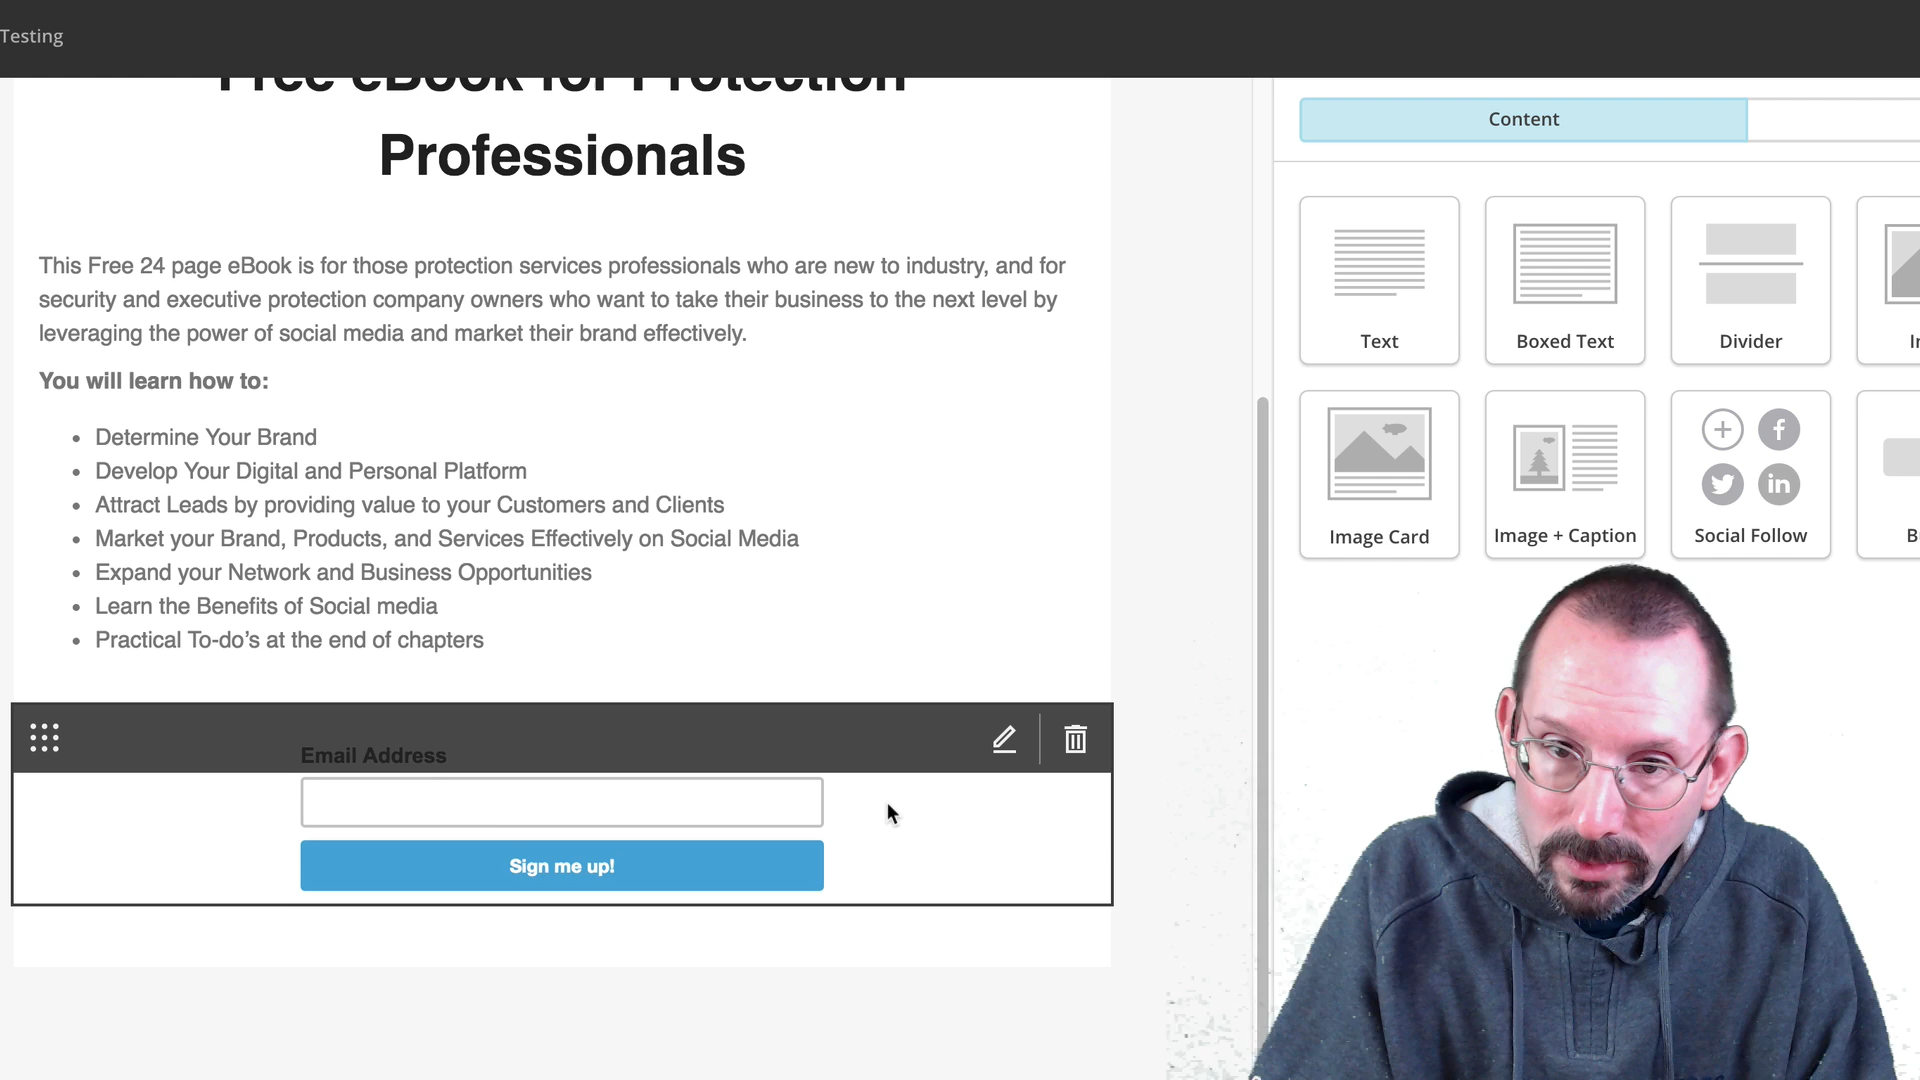 Testing
Free eBook for Protection
Professionals
Content
This Free 24 page eBook is for those protection services professionals who are new to industry, and for
security and executive protection company owners who want to take their business to the next level by
leveraging the power of social media and market their brand effectively.
You will learn how to:
• Determine Your Brand
• Develop Your Digital and Personal Platform
• Attract Leads by providing value to your Customers and Clients
• Market your Brand, Products, and Services Effectively on Social Media
• Expand your Network and Business Opportunities
• Learn the Benefits of Social media
• Practical To-do’s at the end of chapters
Email Address
Sign me up!
Text
Boxed Text
Divider
Image Card
Image + Caption
Social Follow